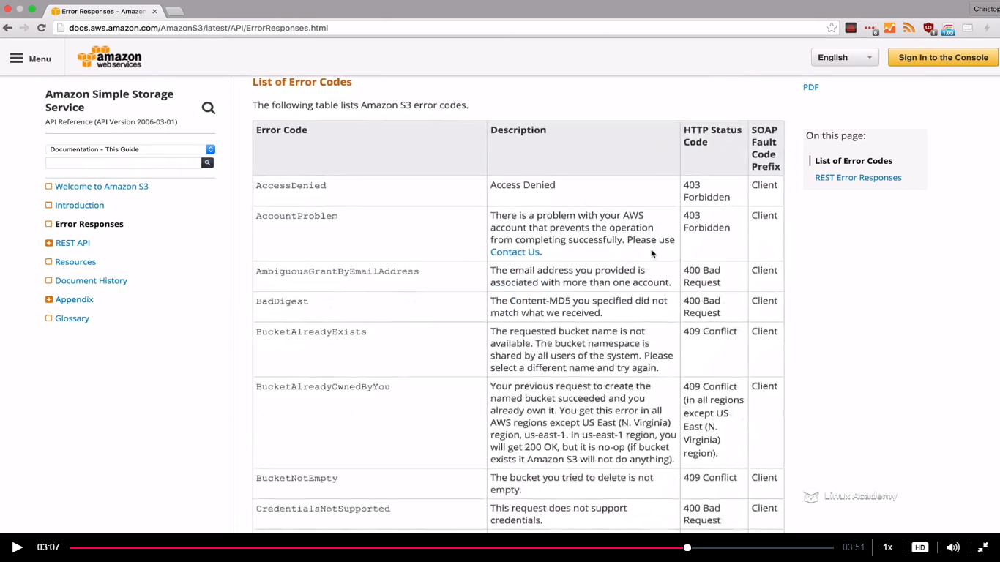 Error Responses - Amazon
Christop
docs.aws.amazon.com/AmazonS3/latest/API/ErrorResponses.html
6
1
1.03
Menu
amazon
webservices
English
Sign In to the Console
Amazon Simple Storage
Service
API Reference (API Version 2006-03-01)
Documentation - This Guide
Welcome to Amazon S3
Introduction
Error Responses
REST API
Resources
Document History
Appendix
Glossary
List of Error Codes
The following table lists Amazon S3 error codes.
Error Code
Description
HTTP Status
Code
SOAP
Fault
Code
Prefix
AccessDenied
Access Denied
403
Forbidden
Client
AccountProblem
There is a problem with your AWS
account that prevents the operation
from completing successfully. Please use
Contact Us.
403
Forbidden
Client
AmbiguousGrantByEmailAddress
The email address you provided is
associated with more than one account.
400 Bad
Request
Client
BadDigest
The Content-MD5 you specified did not
match what we received.
400 Bad
Request
Client
BucketAlreadyExists
The requested bucket name is not
available. The bucket namespace is
shared by all users of the system. Please
select a different name and try again.
409 Conflict
Client
BucketAlreadyOwnedByYou
Your previous request to create the
named bucket succeeded and you
already own it. You get this error in all
AWS regions except US East (N. Virginia)
region, us-east-1. In us-east-1 region, you
will get 200 OK, but it is no-op (if bucket
exists it Amazon S3 will not do anything).
409 Conflict
(in all regions
except US
East (N.
Virginia)
region).
Client
BucketNotEmpty
The bucket you tried to delete is not
empty.
409 Conflict
Client
CredentialsNotSupported
This request does not support
credentials.
400 Bad
Request
Client
PDF
On this page:
List of Error Codes
REST Error Responses
Linux Academy
03:07
03:51
1x
HD